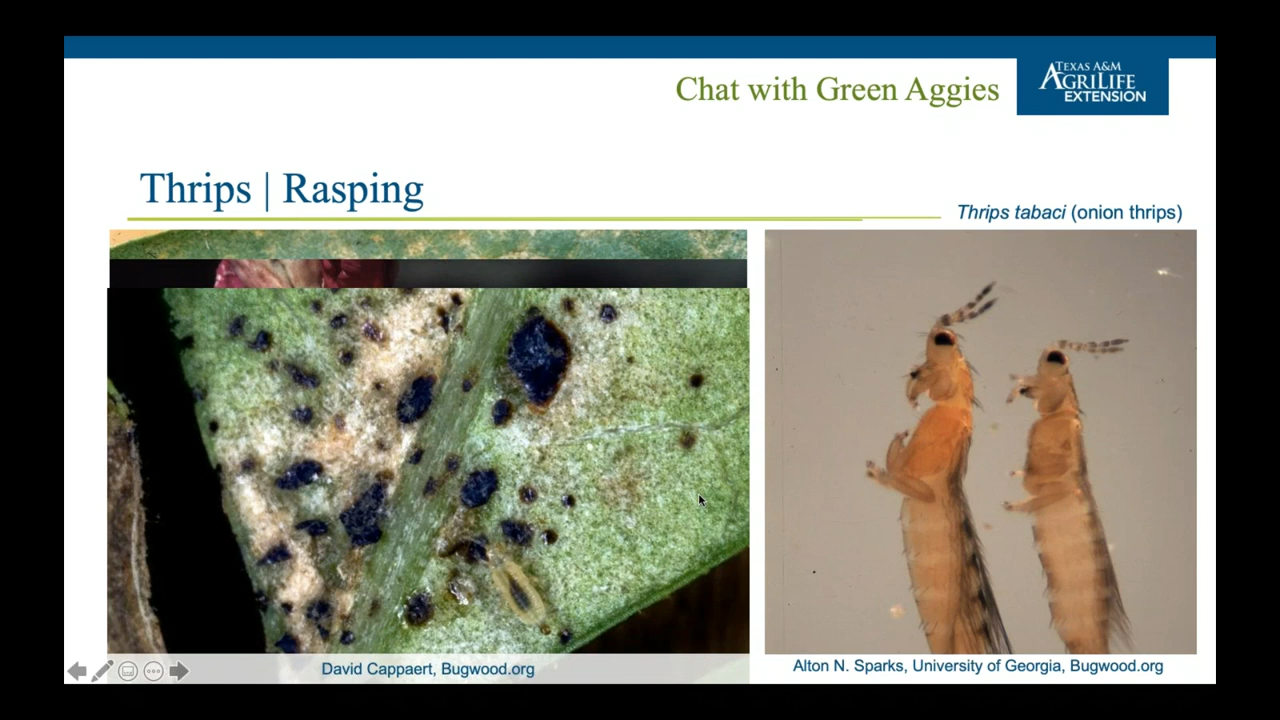 Chat with Green Aggies
TEXAS A&M
AGRILIFE
EXTENSION
Thrips | Rasping
Thrips tabaci (onion thrips)
David Cappaert, Bugwood.org
Alton N. Sparks, University of Georgia, Bugwood.org